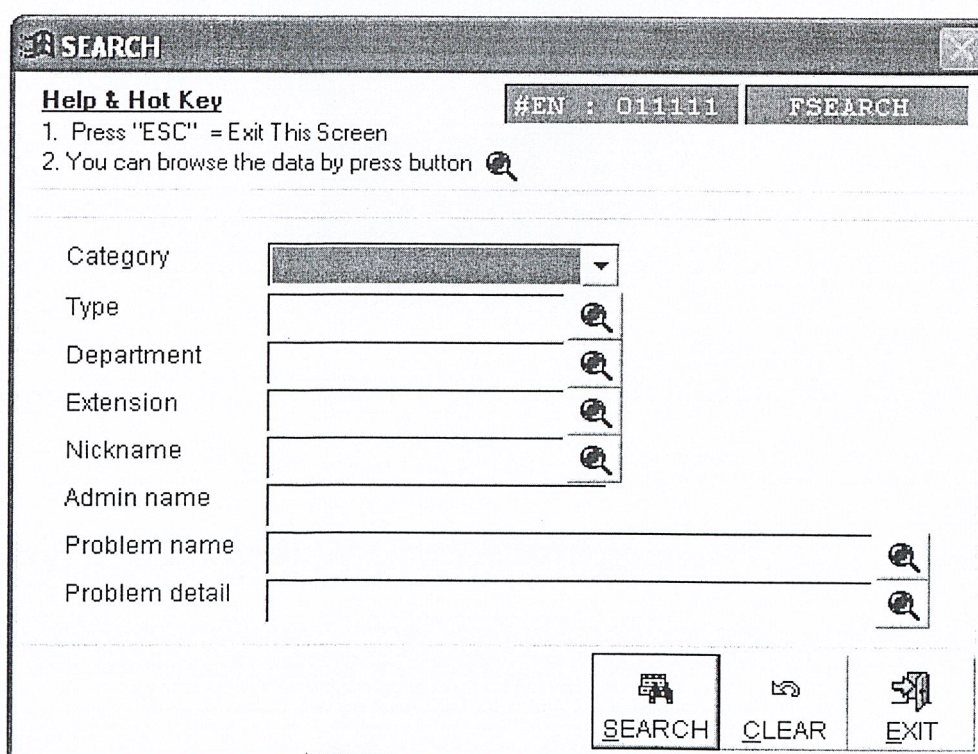 SEARCH
Help & Hot Key
#EN : 011111 FSEARCH
1. Press "ESC" = Exit This Screen
2. You can browse the data by press button
Category
Type
Department
Extension
Nickname
Admin name
Problem name
Problem detail
SEARCH CLEAR EXIT